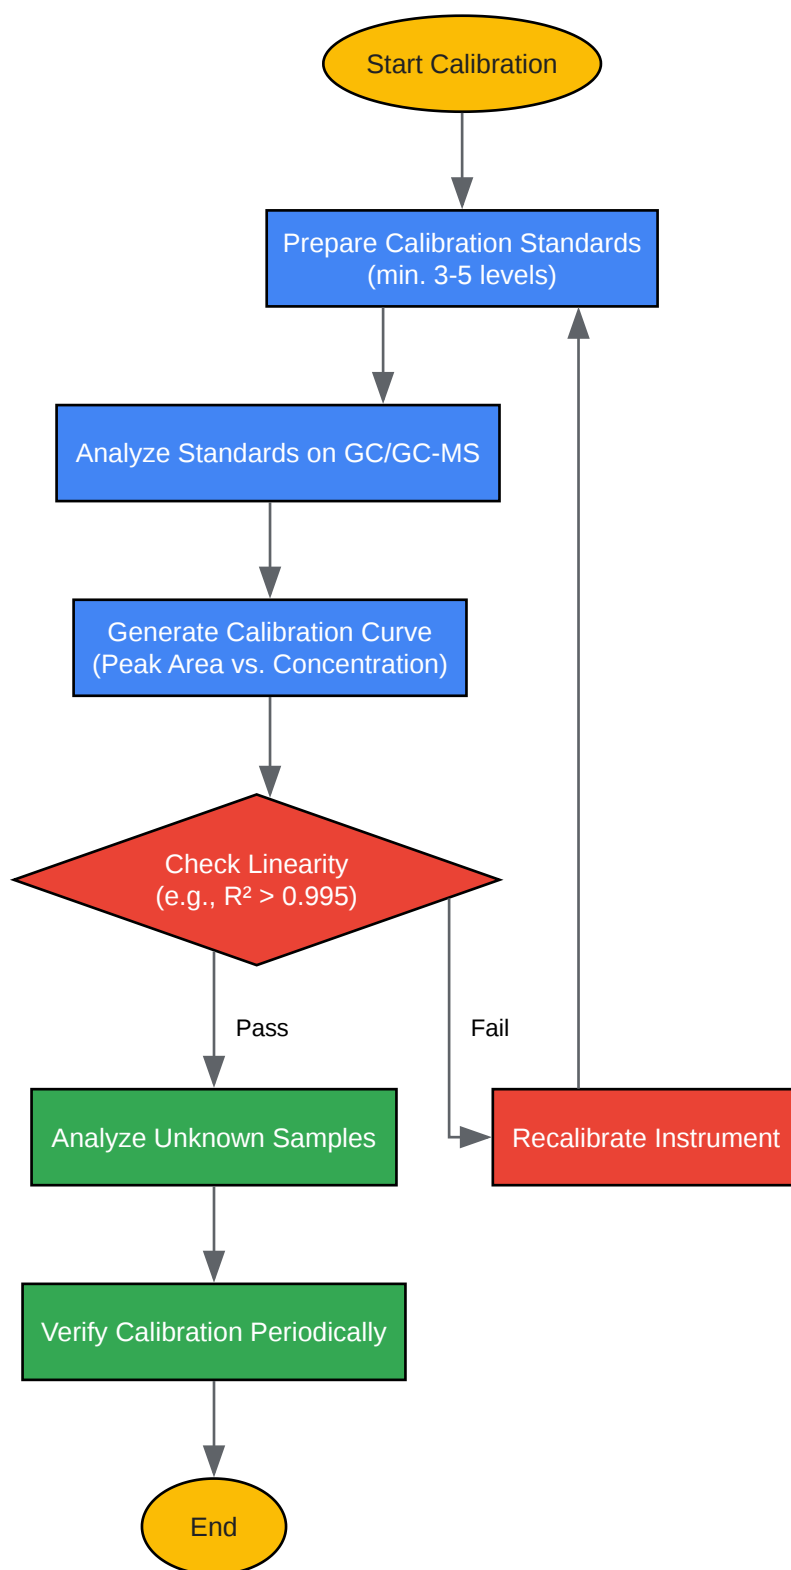 Start Calibration
Prepare Calibration Standards
(min. 3-5 levels)
Analyze Standards on GC/GC-MS
Generate Calibration Curve
(Peak Area vs. Concentration)
Check Linearity
(e.g., R² > 0.995)
Pass
Fail
Analyze Unknown Samples
Recalibrate Instrument
Verify Calibration Periodically
End